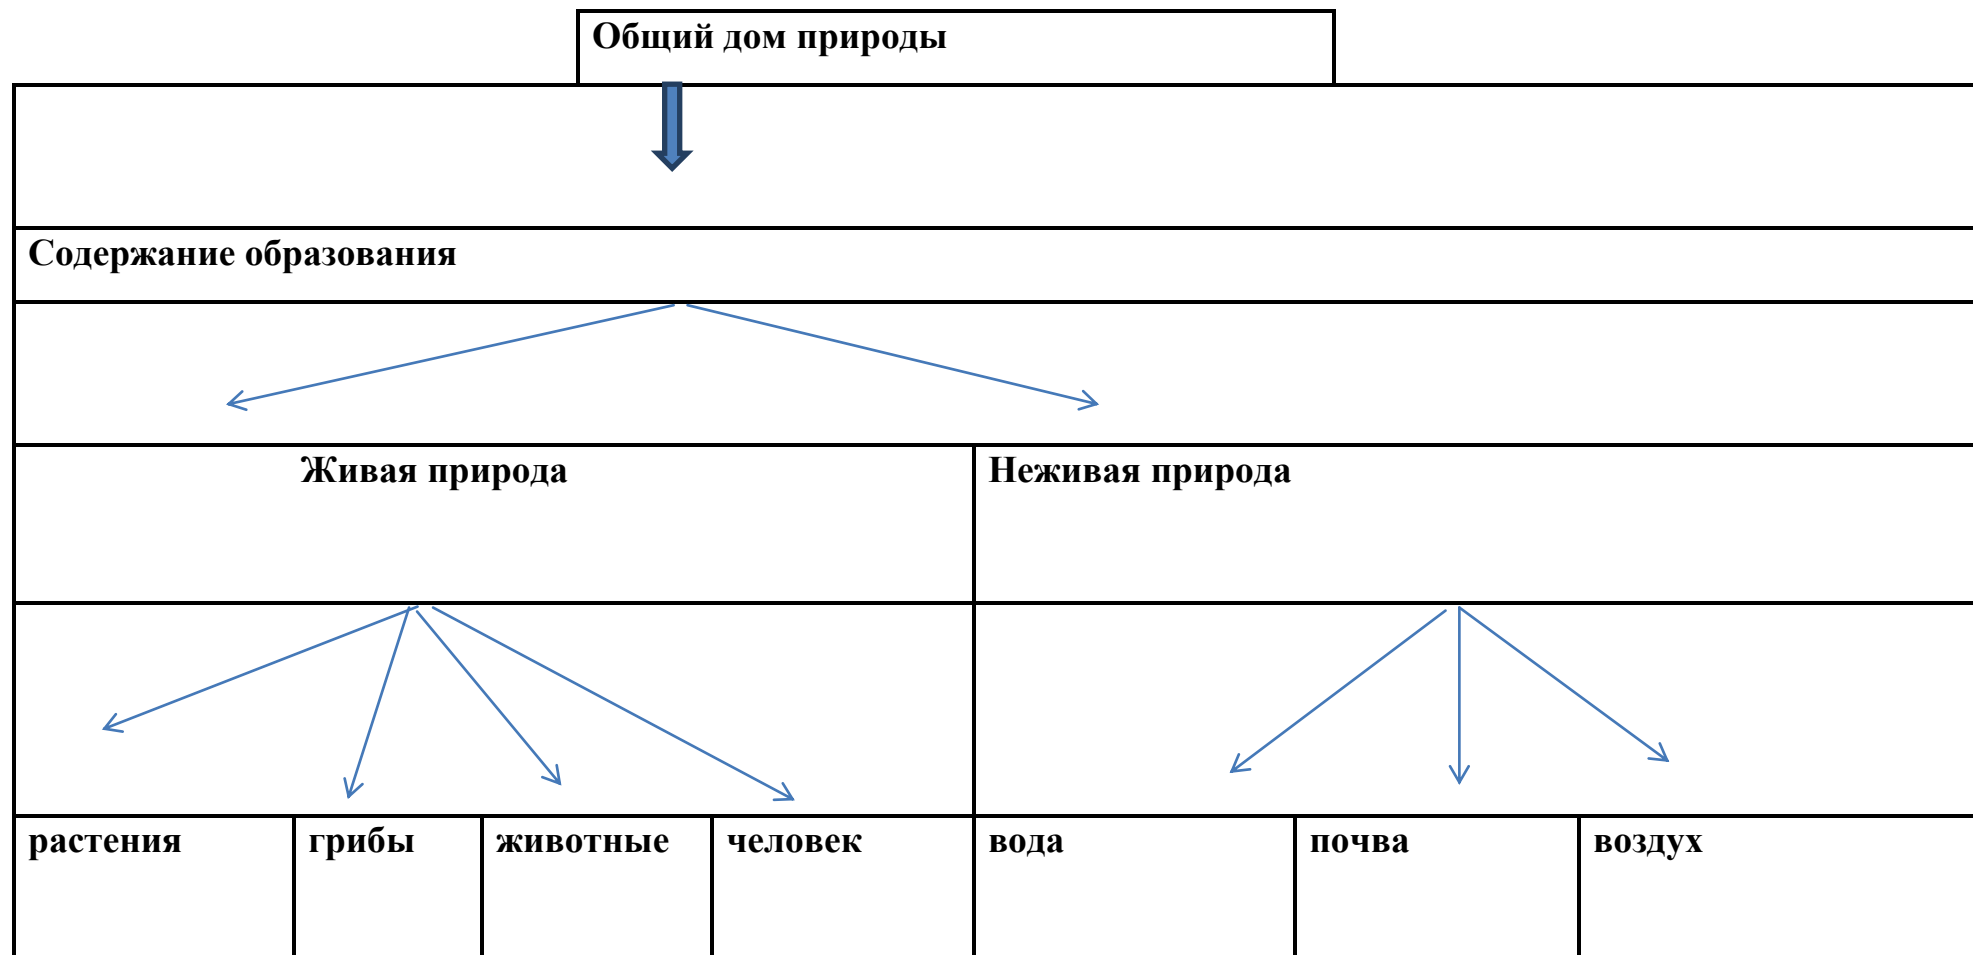 Общий дом природы
Содержание образования
Живая природа
Неживая природа
растения
грибы
животные
человек
вода
почва
воздух